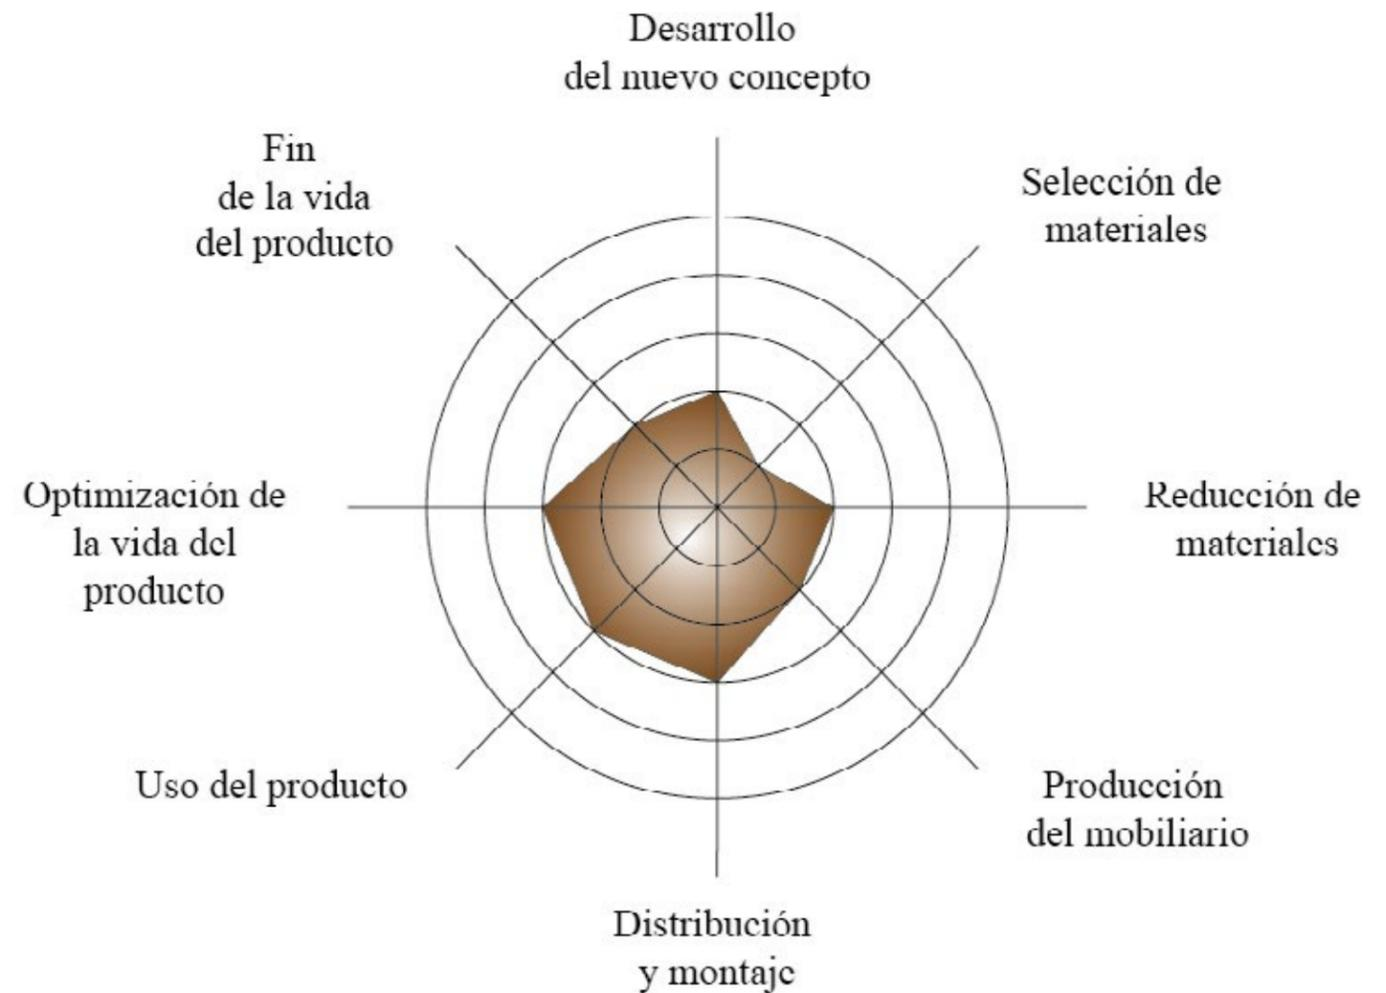 Desarrollo
del nuevo concepto
Selección de
materiales
Reducción de
materiales
Producción
del mobiliario
Distribución
y montaje
Uso del producto
Optimización de
la vida del
producto
Fin
de la vida
del producto